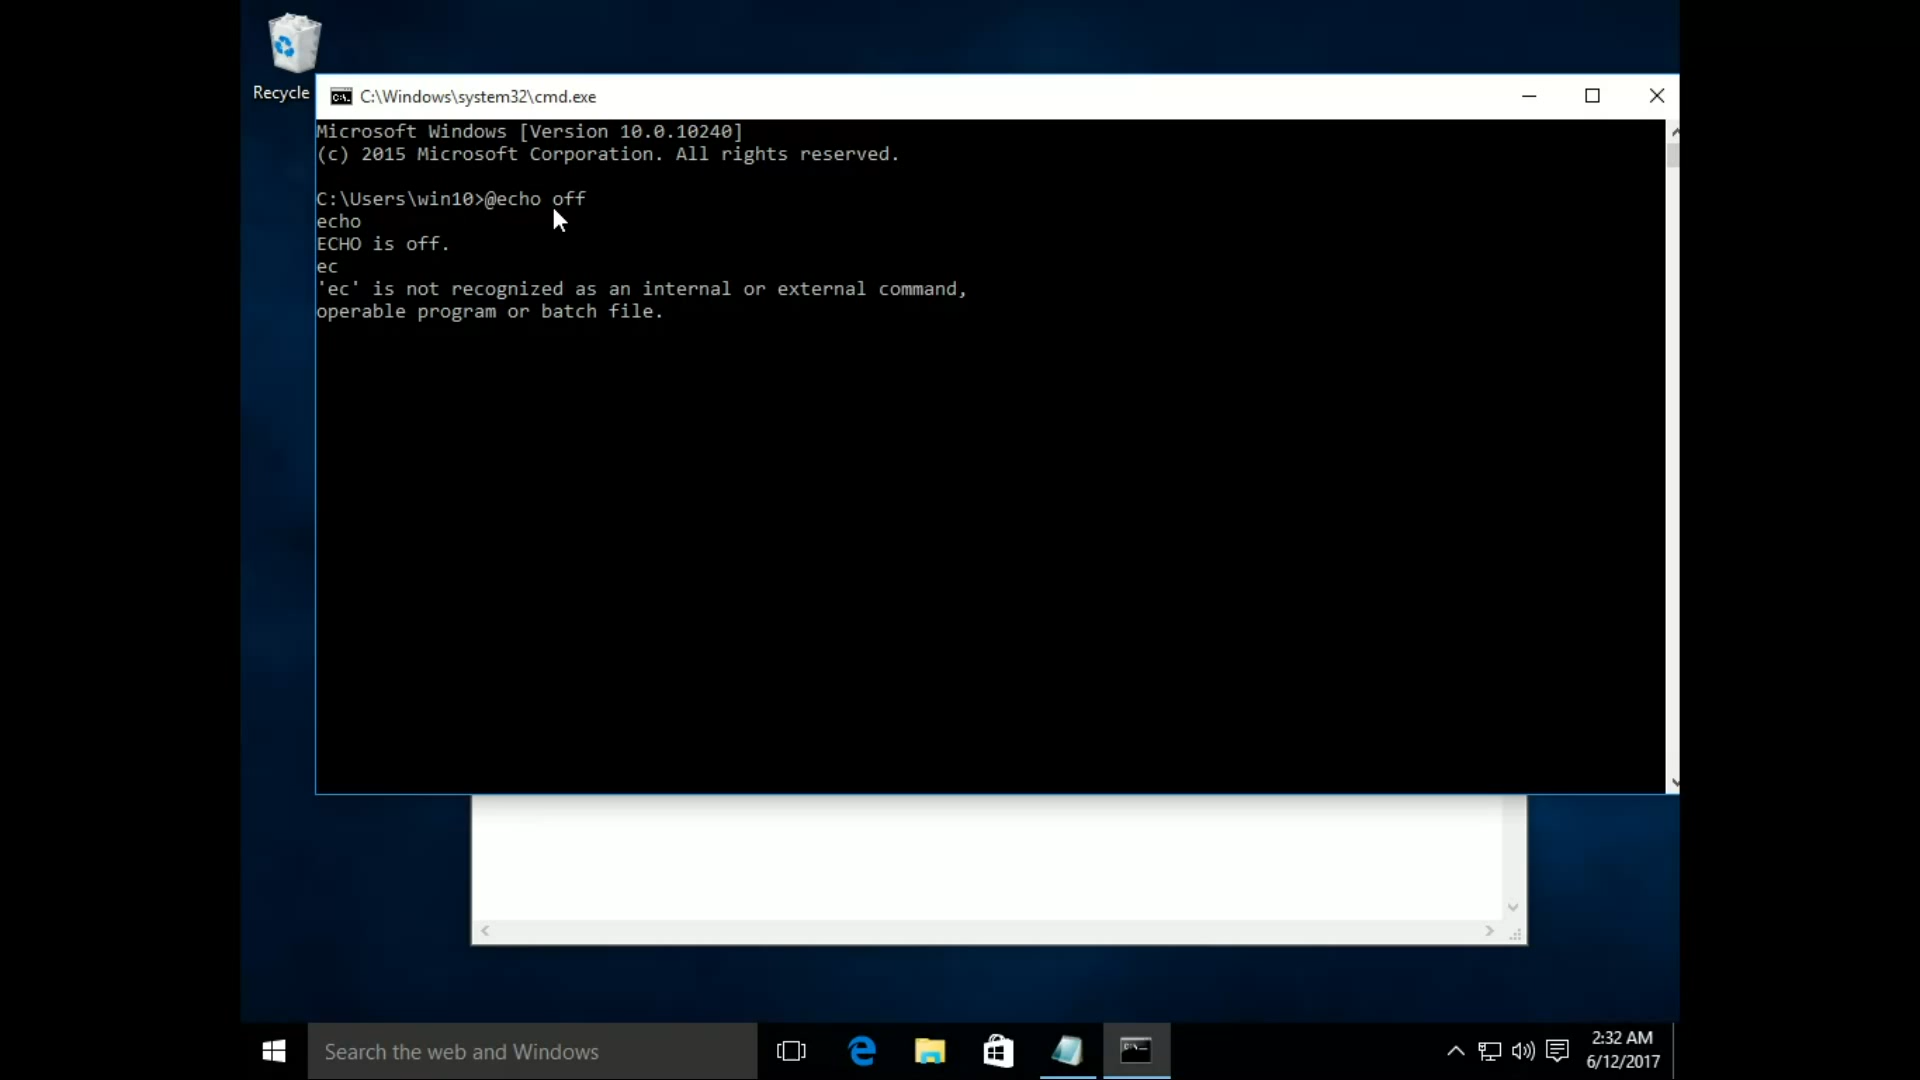 Recycle
C:\Windows\system32\cmd.exe
Microsoft Windows [Version 10.0.10240]
(c) 2015 Microsoft Corporation. All rights reserved.
C:\Users\win10>@echo off
echo
ECHO is off.
ec
'ec' is not recognized as an internal or external command,
operable program or batch file.
Search the web and Windows
2:32 AM
6/12/2017